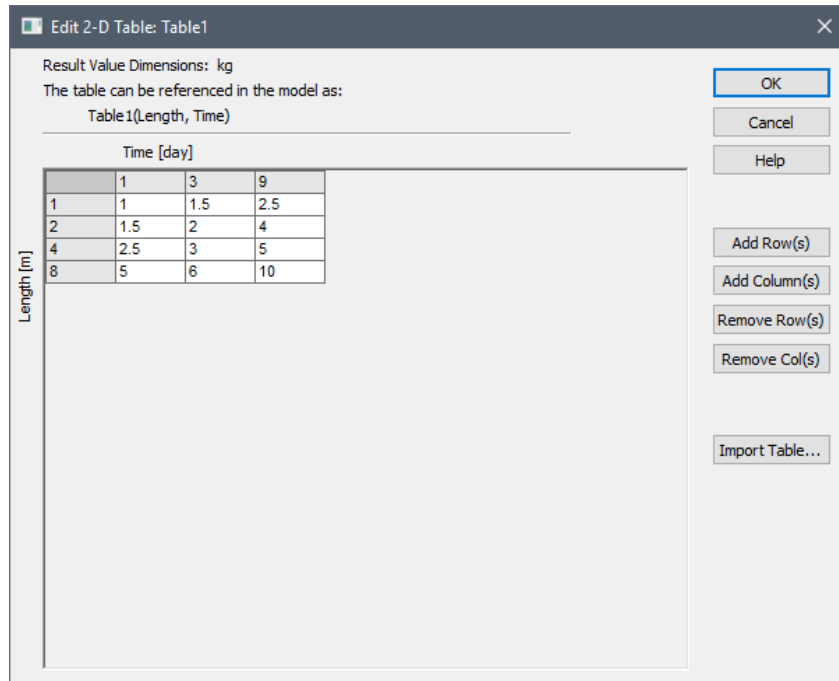 Edit 2-D Table: Table1
Result Value Dimensions: kg
The table can be referenced in the model as:
Table1(Length, Time)
Time [day]
Length [m]
1 3 9
1 1 1.5 2.5
2 1.5 2 4
4 2.5 3 5
8 5 6 10
OK
Cancel
Help
Add Row(s)
Add Column(s)
Remove Row(s)
Remove Col(s)
Import Table...